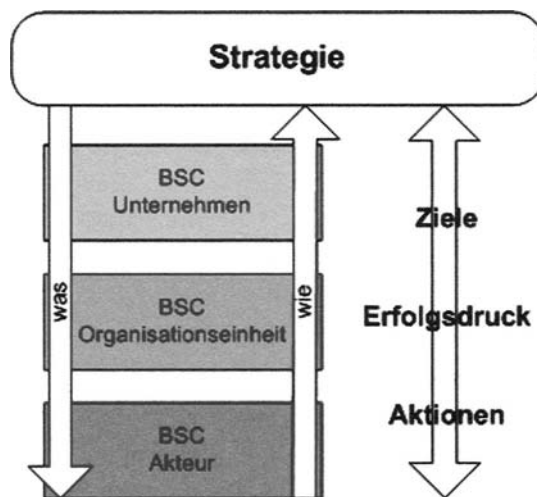 Strategie
BSC
Unternehmen
Ziele
was
BSC
Organisationseinheit
wie
Erfolgsdruck
BSC
Akteur
Aktionen